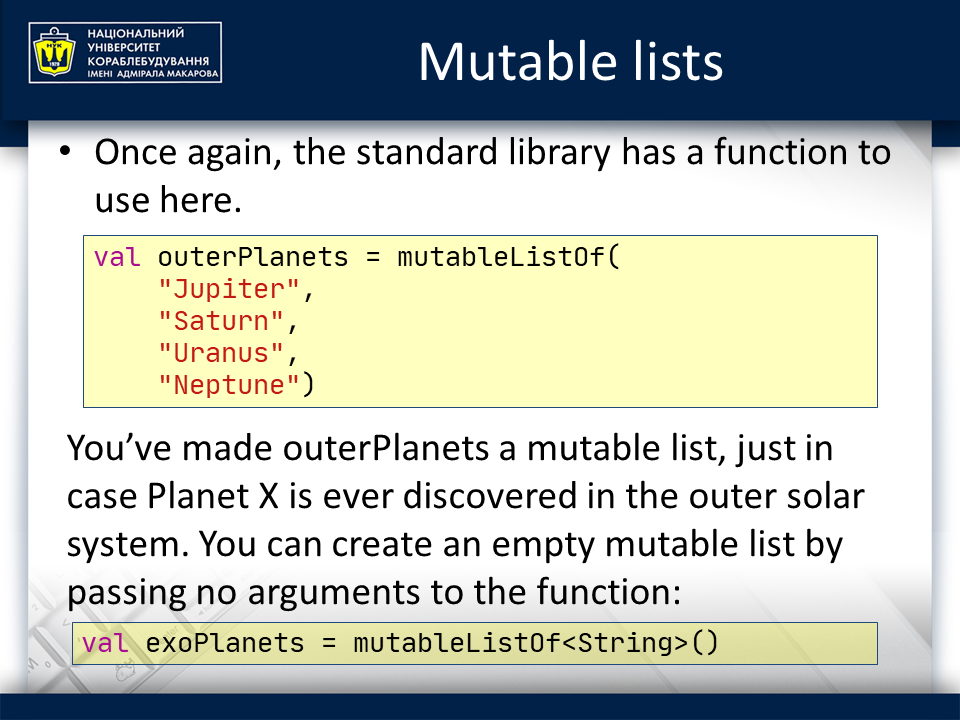 НАЦІОНАЛЬНИЙ
УНІВЕРСИТЕТ
КОРАБЛЕБУДУВАННЯ
ІМЕНІ АДМІРАЛА МАКАРОВА
НУК
1920
Mutable lists
• Once again, the standard library has a function to
use here.
val outerPlanets = mutableListOf(
    "Jupiter",
    "Saturn",
    "Uranus",
    "Neptune")
You’ve made outerPlanets a mutable list, just in
case Planet X is ever discovered in the outer solar
system. You can create an empty mutable list by
passing no arguments to the function:
val exoPlanets = mutableListOf<String>()